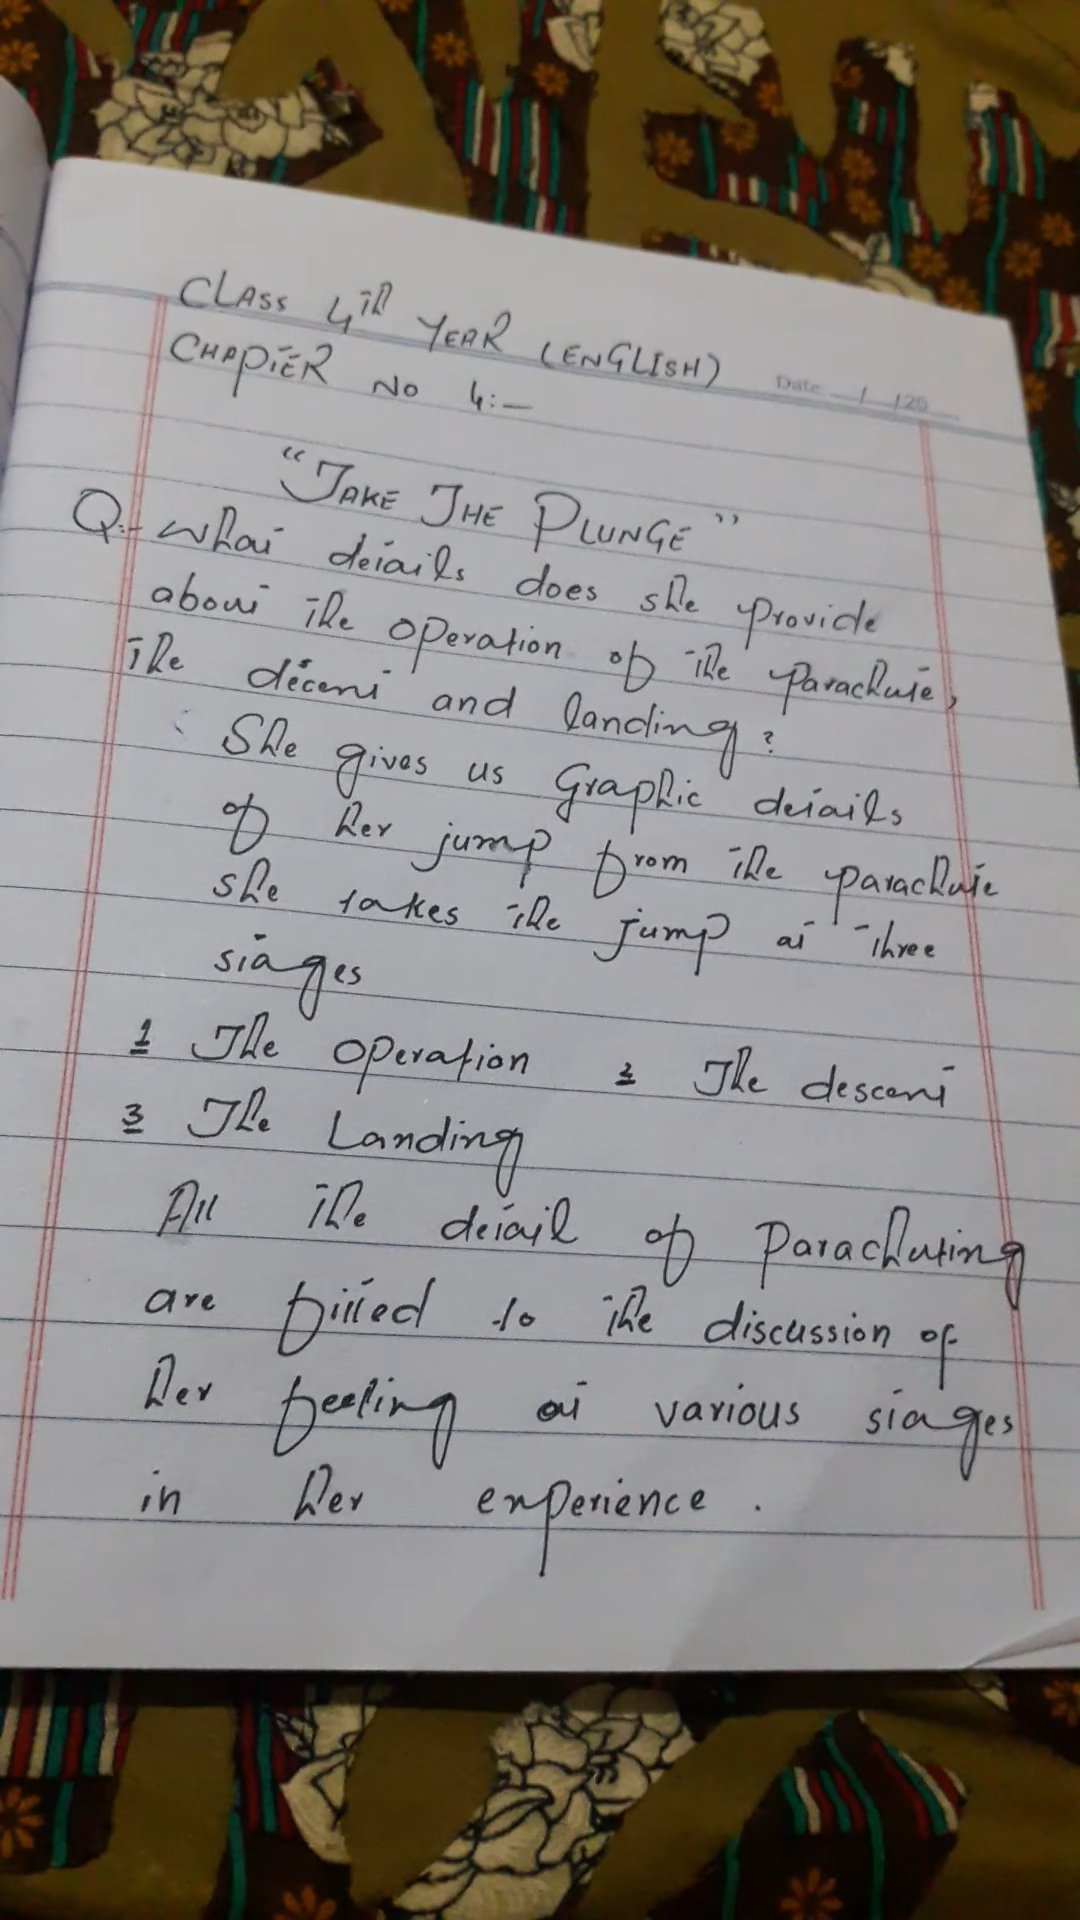 CLASS 4th YEAR (ENGLISH)
CHAPTER NO 4:-
Date / /20
"TAKE THE PLUNGE"
Q:- What details does she provide
about the operation of the parachute,
the decent and landing?
She gives us Graphic details
of her jump from the parachute
she takes the jump at three
stages
1 The operation 2 The descent
3 The Landing
All the detail of Parachuting
are fitted to the discussion of
her feeling at various stages
in her experience.